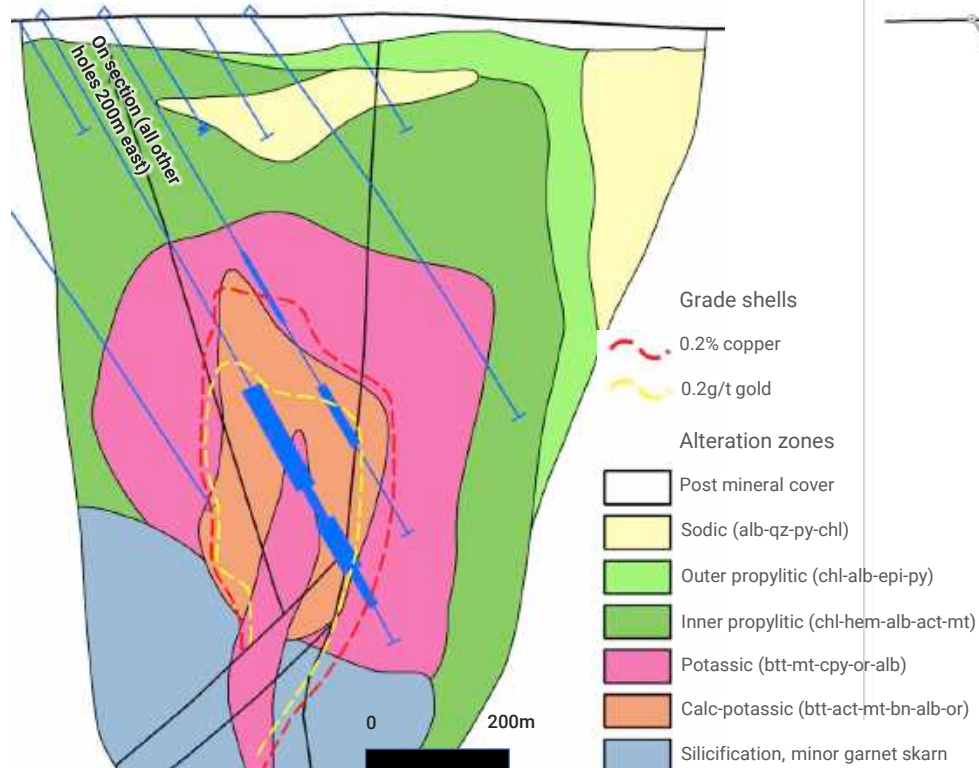 On section (all other
holes 200m east)
Grade shells
0.2% copper
0.2g/t gold
Alteration zones
Post mineral cover
Sodic (alb-qz-py-chl)
Outer propylitic (chl-alb-epi-py)
Inner propylitic (chl-hem-alb-act-mt)
Potassic (btt-mt-cpy-or-alb)
Calc-potassic (btt-act-mt-bn-alb-or)
Silicification, minor garnet skarn
0 200m